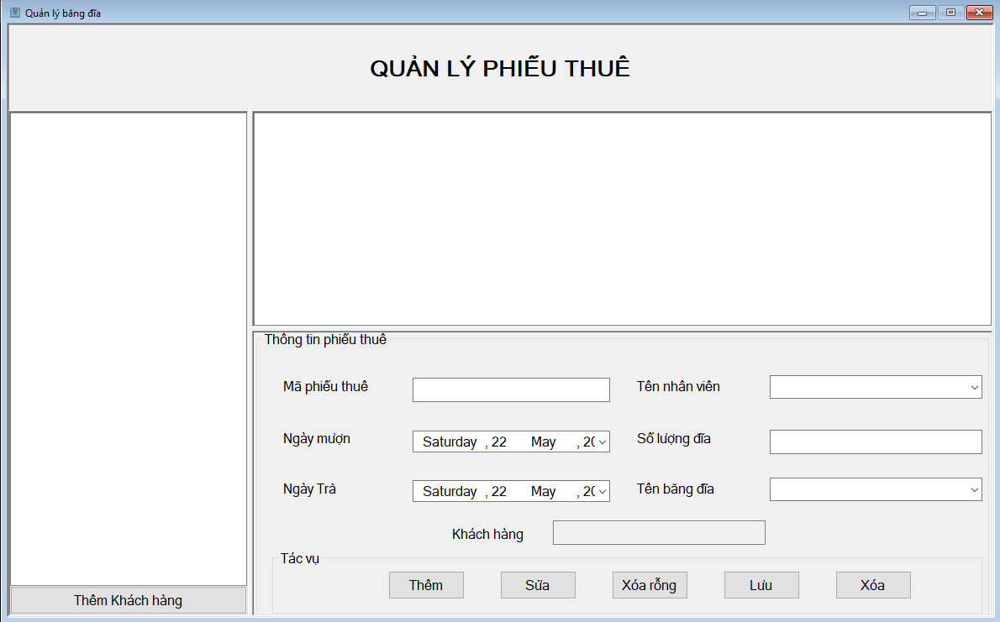 Quản lý băng đĩa
QUẢN LÝ PHIẾU THUÊ
Thông tin phiếu thuê
Mã phiếu thuê
Tên nhân viên
Ngày mượn
Saturday , 22 May , 20
Số lượng đĩa
Ngày Trả
Saturday , 22 May , 20
Tên băng đĩa
Khách hàng
Tác vụ
Thêm
Sửa
Xóa rỗng
Lưu
Xóa
Thêm Khách hàng